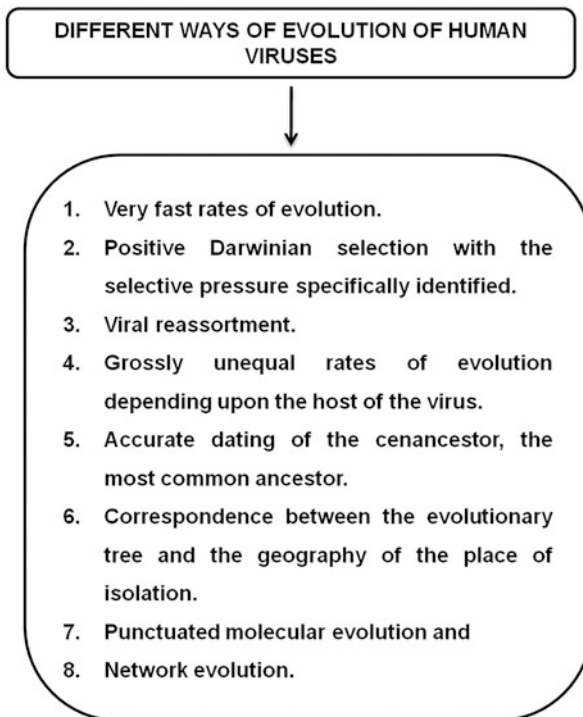 DIFFERENT WAYS OF EVOLUTION OF HUMAN
VIRUSES
1. Very fast rates of evolution.
2. Positive Darwinian selection with the
selective pressure specifically identified.
3. Viral reassortment.
4. Grossly unequal rates of evolution
depending upon the host of the virus.
5. Accurate dating of the cenancestor, the
most common ancestor.
6. Correspondence between the evolutionary
tree and the geography of the place of
isolation.
7. Punctuated molecular evolution and
8. Network evolution.